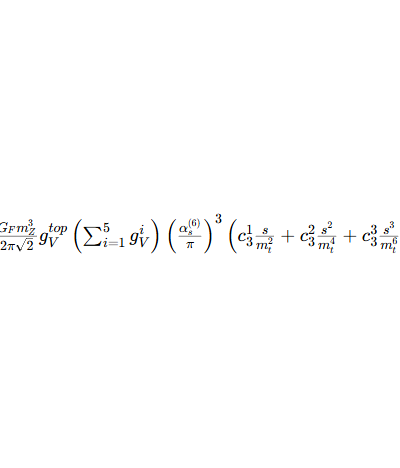 \frac{G_F m_Z^3}{2\pi\sqrt{2}} g_V^{top} \left( \sum_{i=1}^5 g_V^i \right) \left( \frac{\alpha_s^{(6)}}{\pi} \right)^3 \left( c_3^1 \frac{s}{m_t^2} + c_3^2 \frac{s^2}{m_t^4} + c_3^3 \frac{s^3}{m_t^6}